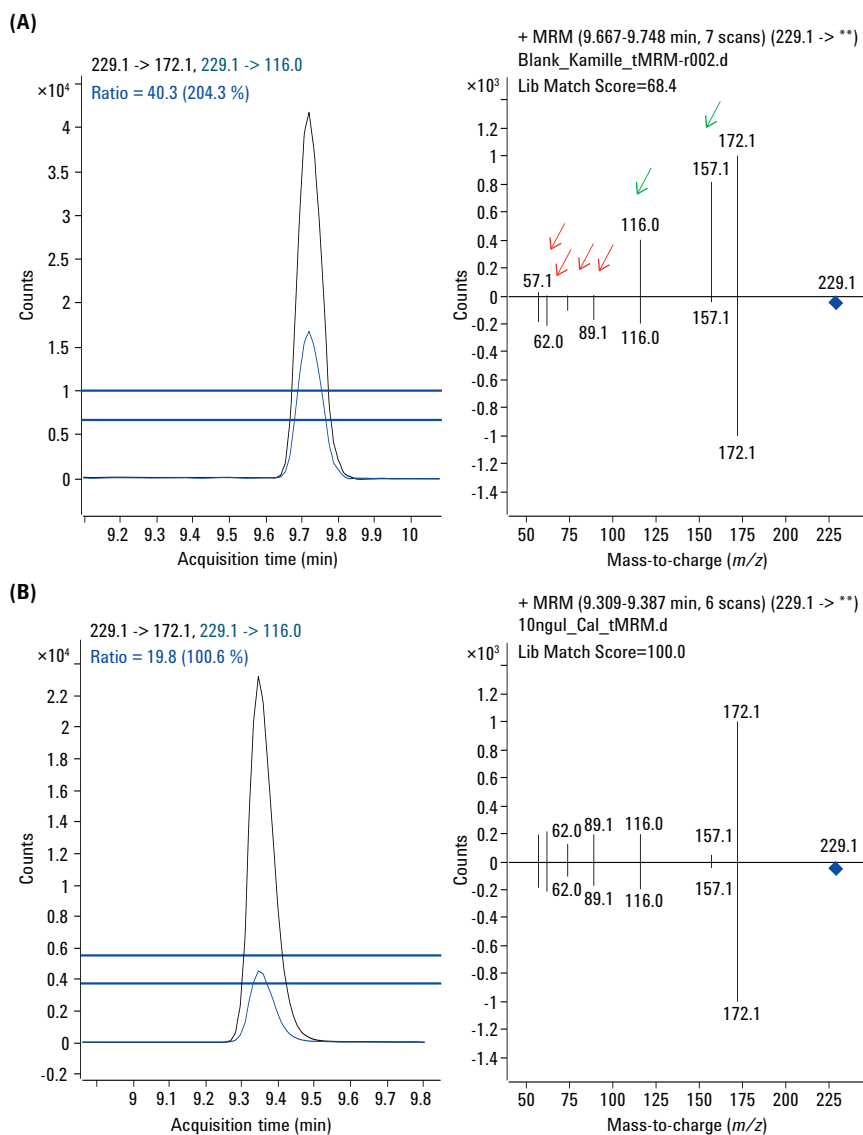 (A)
229.1 -> 172.1, 229.1 -> 116.0
Ratio = 40.3 (204.3 %)
×10⁴
4
3.5
3
2.5
2
1.5
1
0.5
0
Counts
9.2 9.3 9.4 9.5 9.6 9.7 9.8 9.9 10
Acquisition time (min)
+ MRM (9.667-9.748 min, 7 scans) (229.1 -> **)
Blank_Kamille_tMRM-r002.d
Lib Match Score=68.4
×10³
1.2
1
0.8
0.6
0.4
0.2
0
-0.2
-0.4
-0.6
-0.8
-1
-1.2
-1.4
Counts
172.1
157.1
116.0
57.1
229.1
62.0
89.1
116.0
157.1
172.1
50 75 100 125 150 175 200 225
Mass-to-charge (m/z)
(B)
229.1 -> 172.1, 229.1 -> 116.0
Ratio = 19.8 (100.6 %)
×10⁴
2.2
2
1.8
1.6
1.4
1.2
1
0.8
0.6
0.4
0.2
0
-0.2
Counts
9 9.1 9.2 9.3 9.4 9.5 9.6 9.7 9.8
Acquisition time (min)
+ MRM (9.309-9.387 min, 6 scans) (229.1 -> **)
10ngul_Cal_tMRM.d
Lib Match Score=100.0
×10³
1.2
1
0.8
0.6
0.4
0.2
0
-0.2
-0.4
-0.6
-0.8
-1
-1.2
-1.4
Counts
172.1
62.0 89.1 116.0
157.1
229.1
62.0 89.1 116.0 157.1
172.1
50 75 100 125 150 175 200 225
Mass-to-charge (m/z)